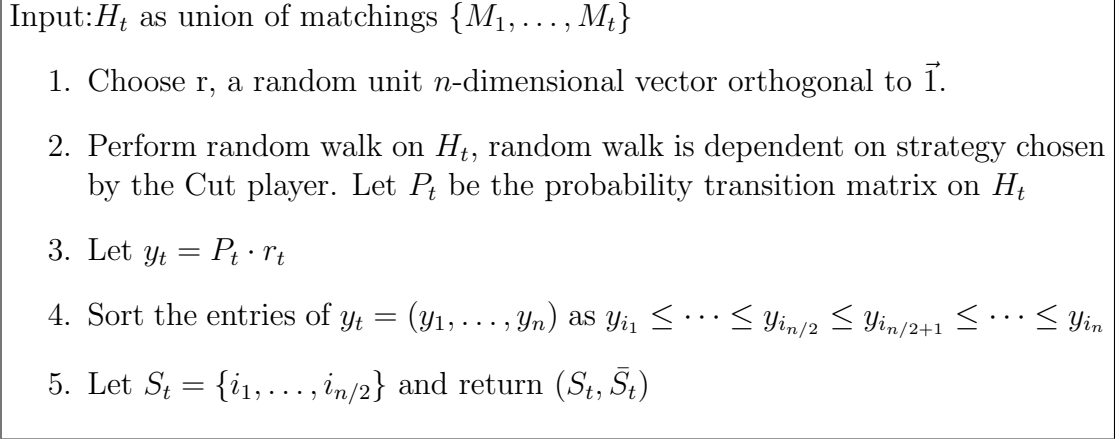 Input:$H_t$ as union of matchings $\{M_1, \ldots, M_t\}$
1. Choose r, a random unit $n$-dimensional vector orthogonal to $\vec{1}$.
2. Perform random walk on $H_t$, random walk is dependent on strategy chosen
by the Cut player. Let $P_t$ be the probability transition matrix on $H_t$
3. Let $y_t = P_t \cdot r_t$
4. Sort the entries of $y_t = (y_1, \ldots, y_n)$ as $y_{i_1} \leq \cdots \leq y_{i_{n/2}} \leq y_{i_{n/2+1}} \leq \cdots \leq y_{i_n}$
5. Let $S_t = \{i_1, \ldots, i_{n/2}\}$ and return $(S_t, \bar{S}_t)$